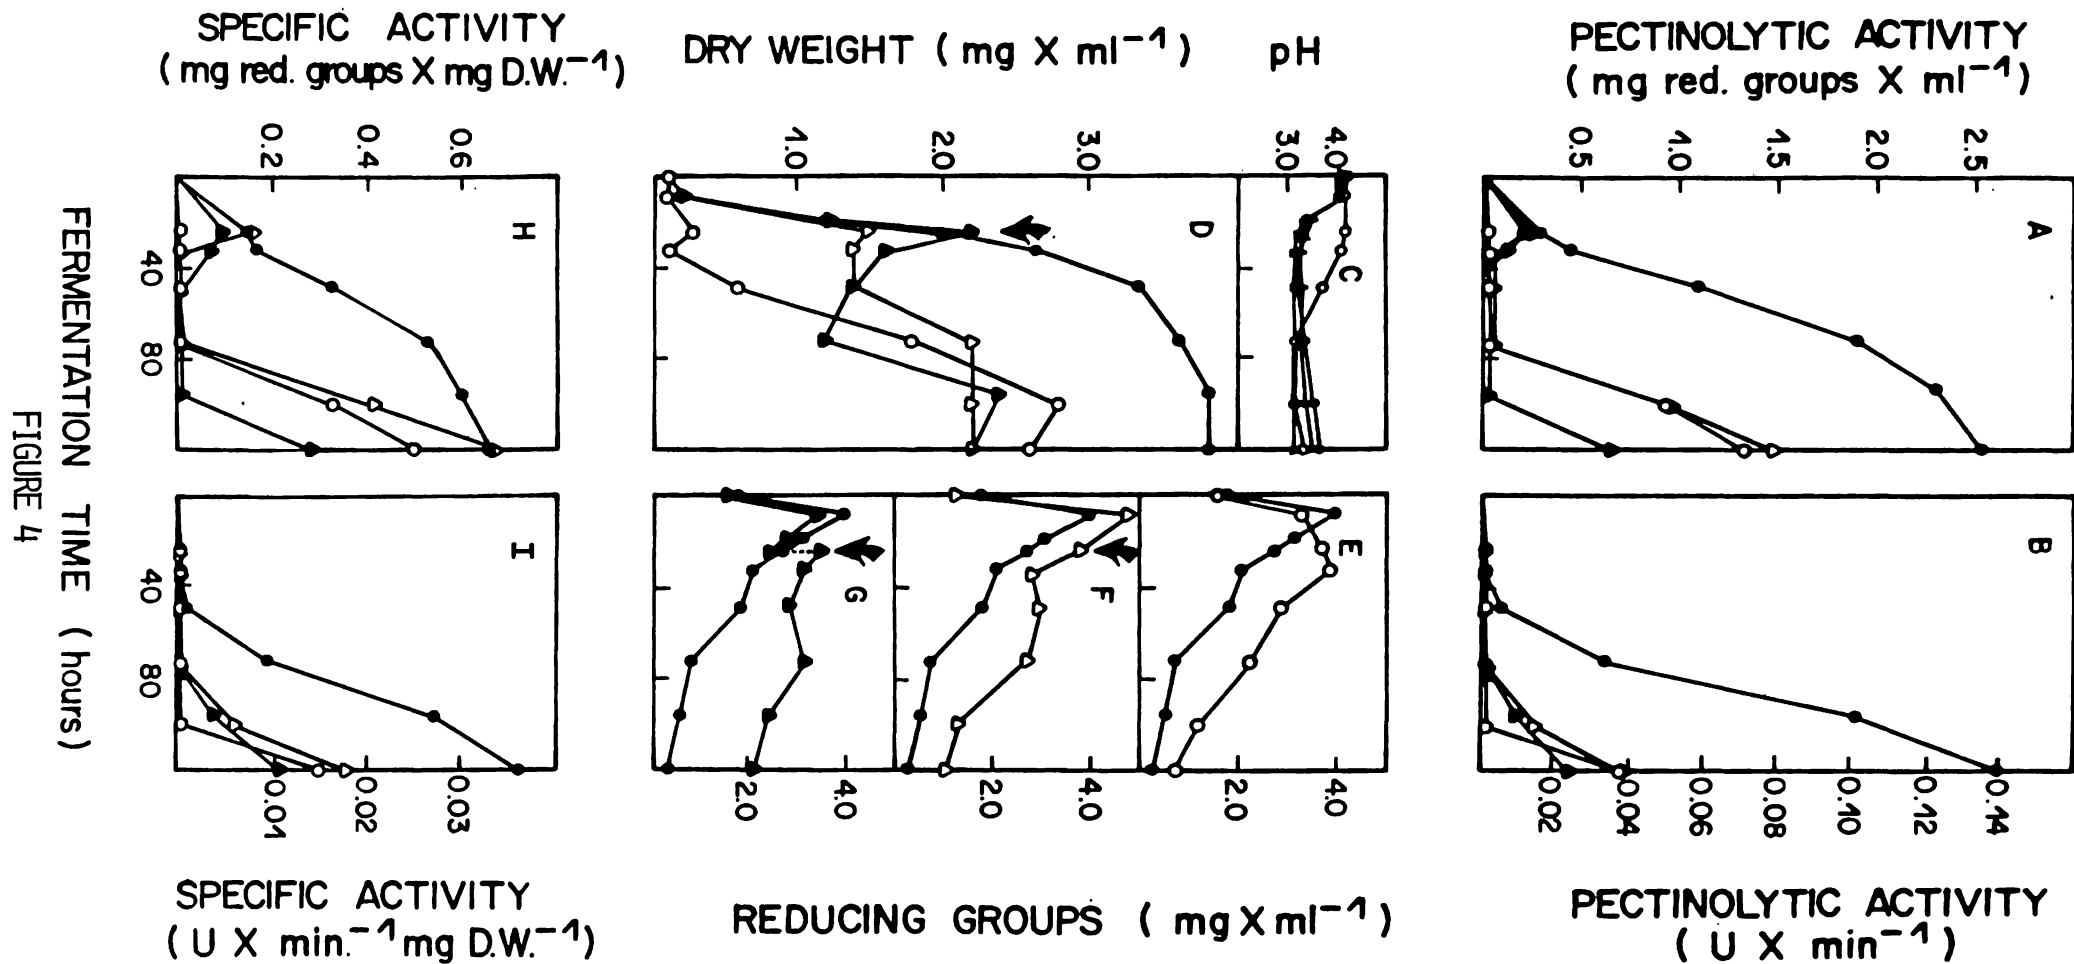 SPECIFIC ACTIVITY
( mg red. groups X mg D.W.⁻¹)
DRY WEIGHT ( mg X ml⁻¹ )
pH
PECTINOLYTIC ACTIVITY
( mg red. groups X ml⁻¹ )
0.2 0.4 0.6
1.0 2.0 3.0
3.0 4.0
0.5 1.0 1.5 2.0 2.5
H
D
C
A
40
80
I
G
F
E
B
40
80
0.01 0.02 0.03
2.0 4.0
2.0 4.0
2.0 4.0
0.02 0.04 0.06 0.08 0.10 0.12 0.14
SPECIFIC ACTIVITY
( U X min.⁻¹ mg D.W.⁻¹)
REDUCING GROUPS ( mg X ml⁻¹ )
PECTINOLYTIC ACTIVITY
( U X min⁻¹ )
FERMENTATION TIME ( hours )
FIGURE 4